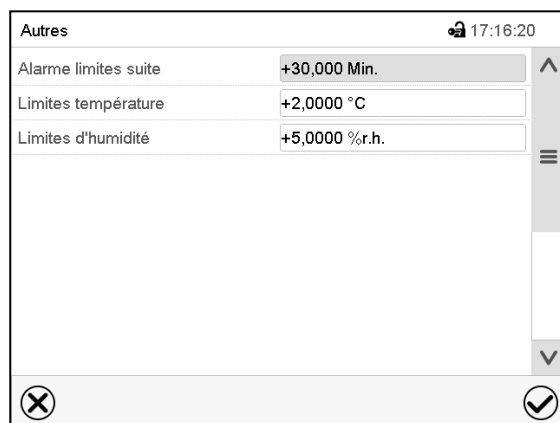 Autres 17:16:20
Alarme limites suite +30,000 Min.
Limites température +2,0000 °C
Limites d'humidité +5,0000 %r.h.